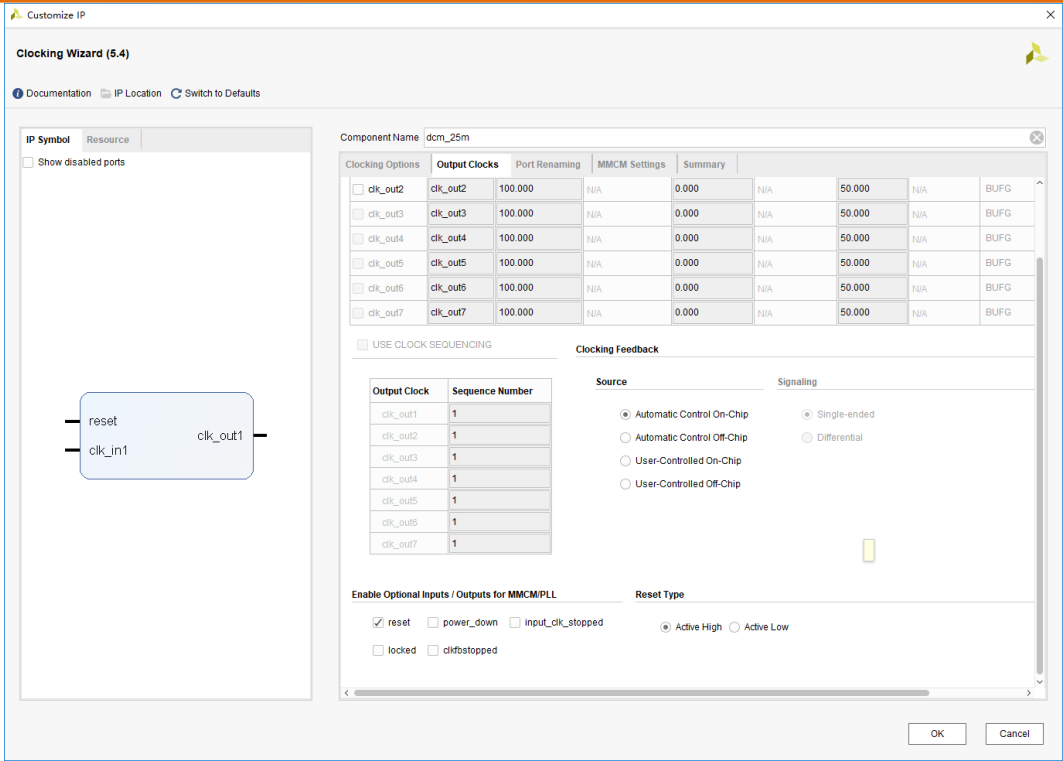 Customize IP
Clocking Wizard (5.4)
Documentation IP Location Switch to Defaults
IP Symbol Resource
Show disabled ports
reset
clk_in1
clk_out1
Component Name dcm_25m
Clocking Options Output Clocks Port Renaming MMCM Settings Summary
clk_out2 clk_out2 100.000 N/A 0.000 N/A 50.000 N/A BUFG
clk_out3 clk_out3 100.000 N/A 0.000 N/A 50.000 N/A BUFG
clk_out4 clk_out4 100.000 N/A 0.000 N/A 50.000 N/A BUFG
clk_out5 clk_out5 100.000 N/A 0.000 N/A 50.000 N/A BUFG
clk_out6 clk_out6 100.000 N/A 0.000 N/A 50.000 N/A BUFG
clk_out7 clk_out7 100.000 N/A 0.000 N/A 50.000 N/A BUFG
USE CLOCK SEQUENCING
Output Clock Sequence Number
clk_out1 1
clk_out2 1
clk_out3 1
clk_out4 1
clk_out5 1
clk_out6 1
clk_out7 1
Clocking Feedback
Source
Automatic Control On-Chip
Automatic Control Off-Chip
User-Controlled On-Chip
User-Controlled Off-Chip
Signaling
Single-ended
Differential
Enable Optional Inputs / Outputs for MMCM/PLL
reset power_down input_clk_stopped
locked clkfbstopped
Reset Type
Active High Active Low
OK Cancel